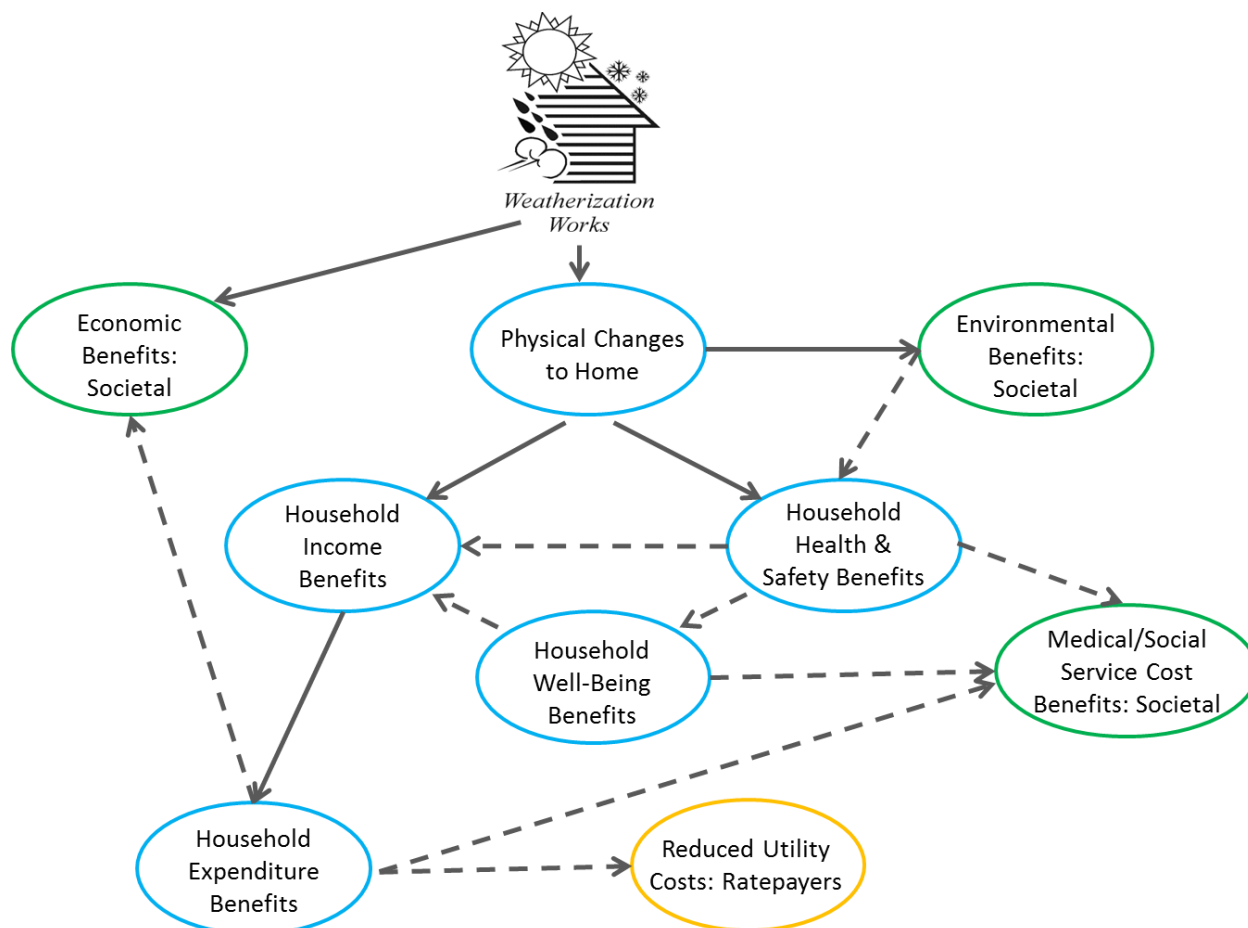 Weatherization
Works
Economic
Benefits:
Societal
Physical Changes
to Home
Environmental
Benefits:
Societal
Household
Income
Benefits
Household
Health &
Safety Benefits
Household
Well-Being
Benefits
Medical/Social
Service Cost
Benefits: Societal
Household
Expenditure
Benefits
Reduced Utility
Costs: Ratepayers